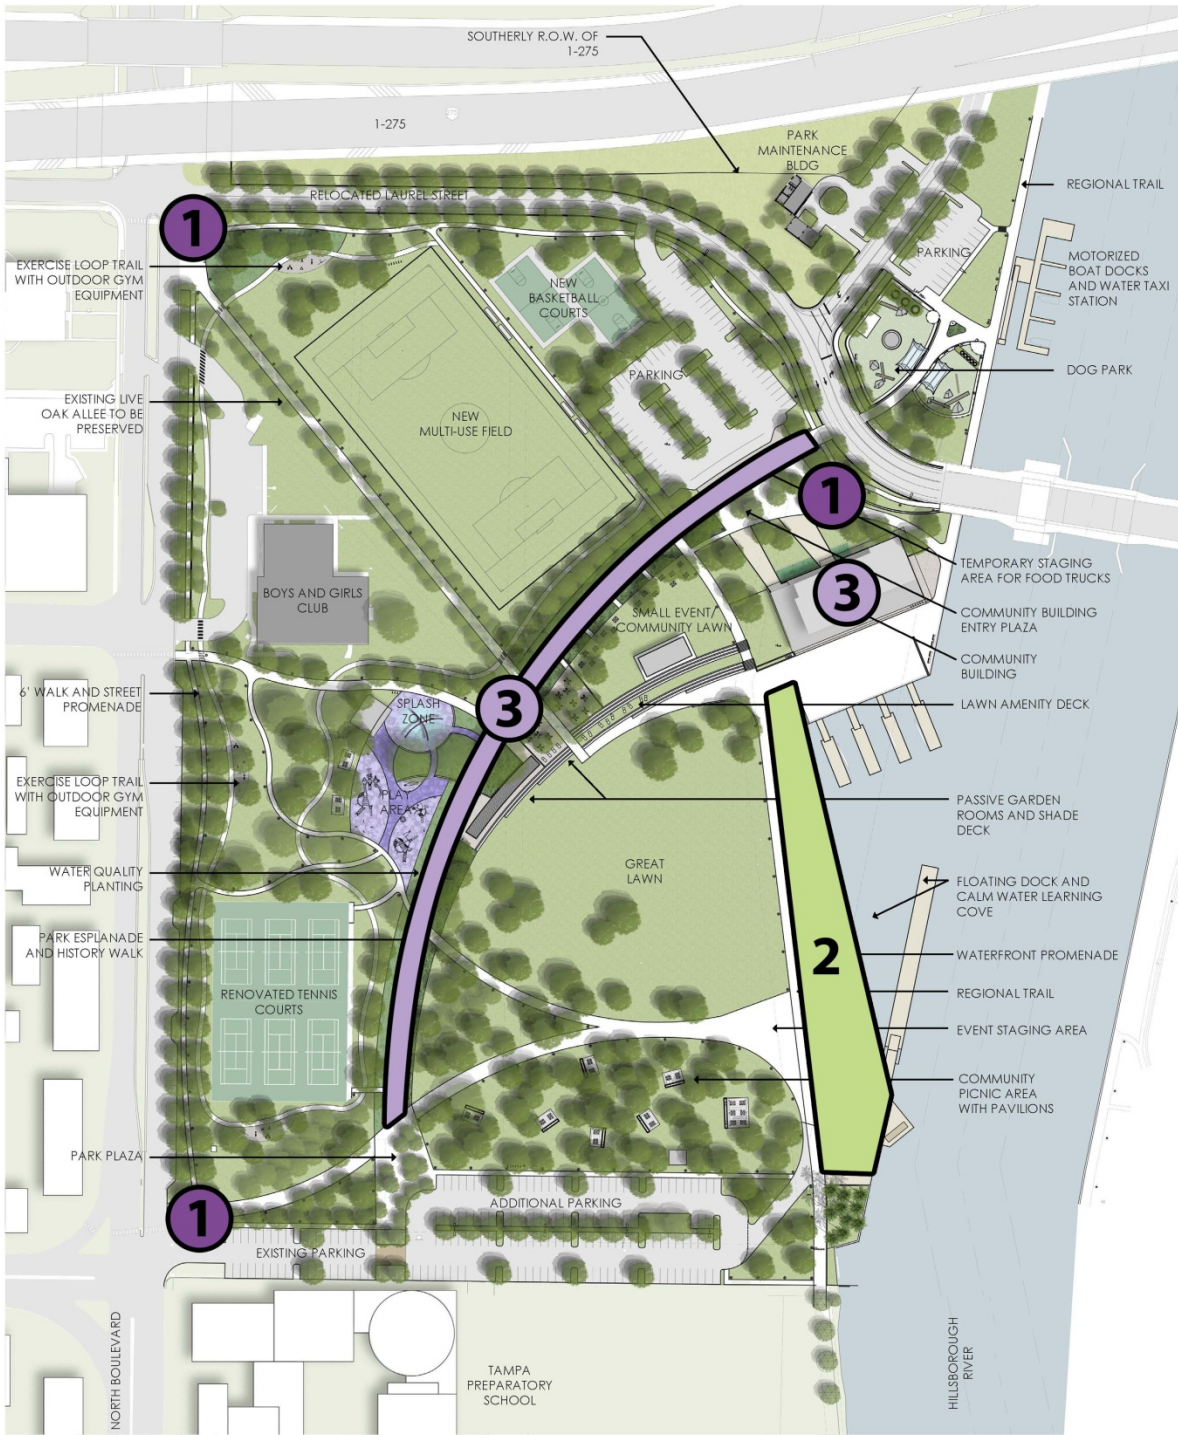 SOUTHERLY R.O.W. OF
1-275
1-275
PARK
MAINTENANCE
BLDG
RELOCATED LAUREL STREET
REGIONAL TRAIL
1
EXERCISE LOOP TRAIL
WITH OUTDOOR GYM
EQUIPMENT
PARKING
MOTORIZED
BOAT DOCKS
AND WATER TAXI
STATION
NEW
BASKETBALL
COURTS
DOG PARK
PARKING
EXISTING LIVE
OAK ALLEE TO BE
PRESERVED
NEW
MULTI-USE FIELD
1
TEMPORARY STAGING
AREA FOR FOOD TRUCKS
BOYS AND GIRLS
CLUB
3
SMALL EVENT/
COMMUNITY LAWN
COMMUNITY BUILDING
ENTRY PLAZA
COMMUNITY
BUILDING
6' WALK AND STREET
PROMENADE
SPLASH
ZONE
3
LAWN AMENITY DECK
EXERCISE LOOP TRAIL
WITH OUTDOOR GYM
EQUIPMENT
PLAY
AREA
PASSIVE GARDEN
ROOMS AND SHADE
DECK
WATER QUALITY
PLANTING
GREAT
LAWN
FLOATING DOCK AND
CALM WATER LEARNING
COVE
PARK ESPLANADE
AND HISTORY WALK
2
WATERFRONT PROMENADE
RENOVATED TENNIS
COURTS
REGIONAL TRAIL
EVENT STAGING AREA
COMMUNITY
PICNIC AREA
WITH PAVILIONS
PARK PLAZA
1
ADDITIONAL PARKING
EXISTING PARKING
NORTH BOULEVARD
TAMPA
PREPARATORY
SCHOOL
HILLSBOROUGH
RIVER